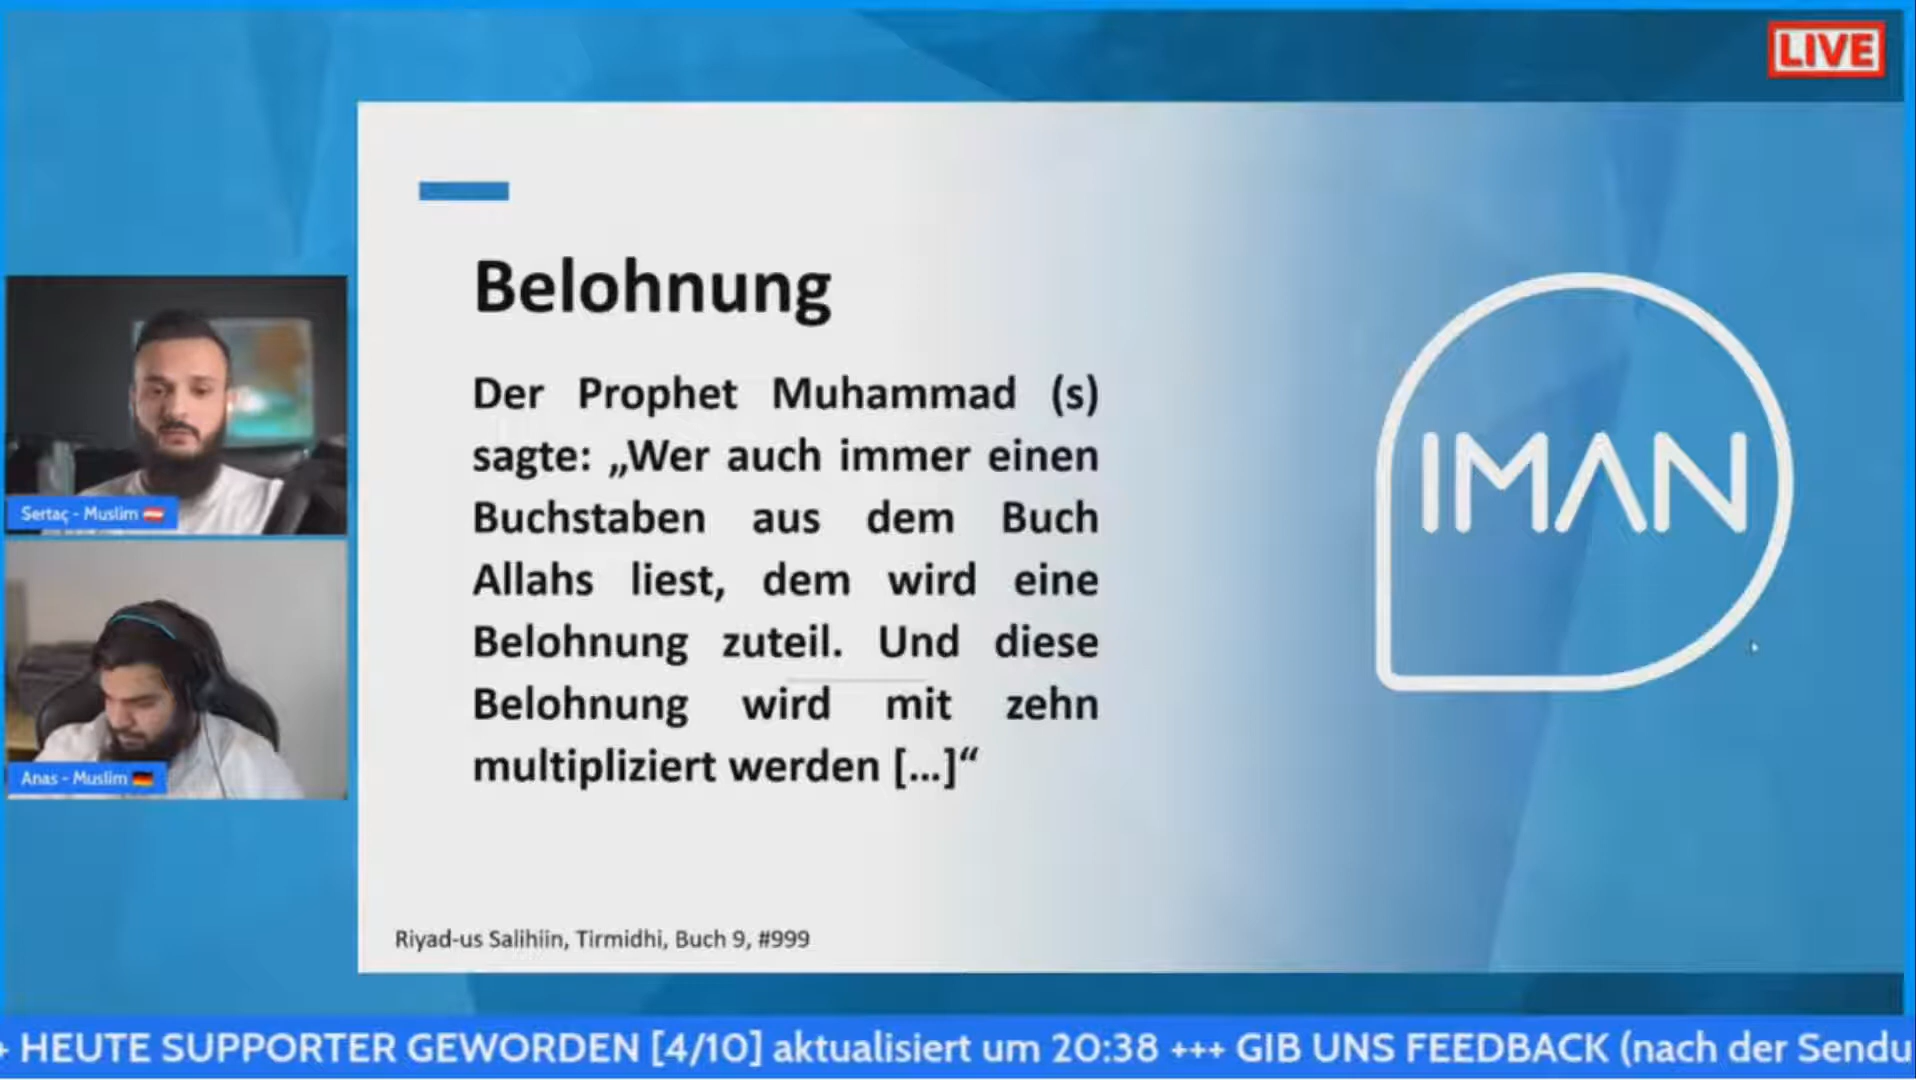 LIVE
Belohnung
Der Prophet Muhammad (s)
sagte: „Wer auch immer einen
Buchstaben aus dem Buch
Allahs liest, dem wird eine
Belohnung zuteil. Und diese
Belohnung wird mit zehn
multipliziert werden [...]“
IMAN
Sertaç - Muslim
Anas - Muslim
Riyad-us Salihiin, Tirmidhi, Buch 9, #999
+ HEUTE SUPPORTER GEWORDEN [4/10] aktualisiert um 20:38 +++ GIB UNS FEEDBACK (nach der Sendu